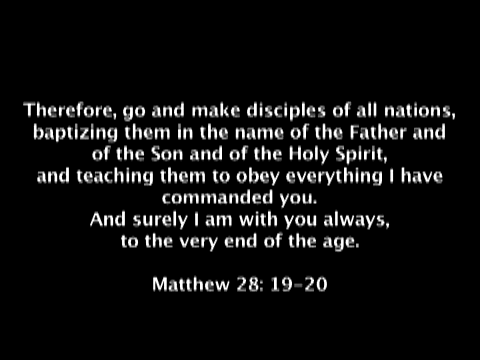 Therefore, go and make disciples of all nations,
baptizing them in the name of the Father and
of the Son and of the Holy Spirit,
and teaching them to obey everything I have
commanded you.
And surely I am with you always,
to the very end of the age.
Matthew 28: 19-20